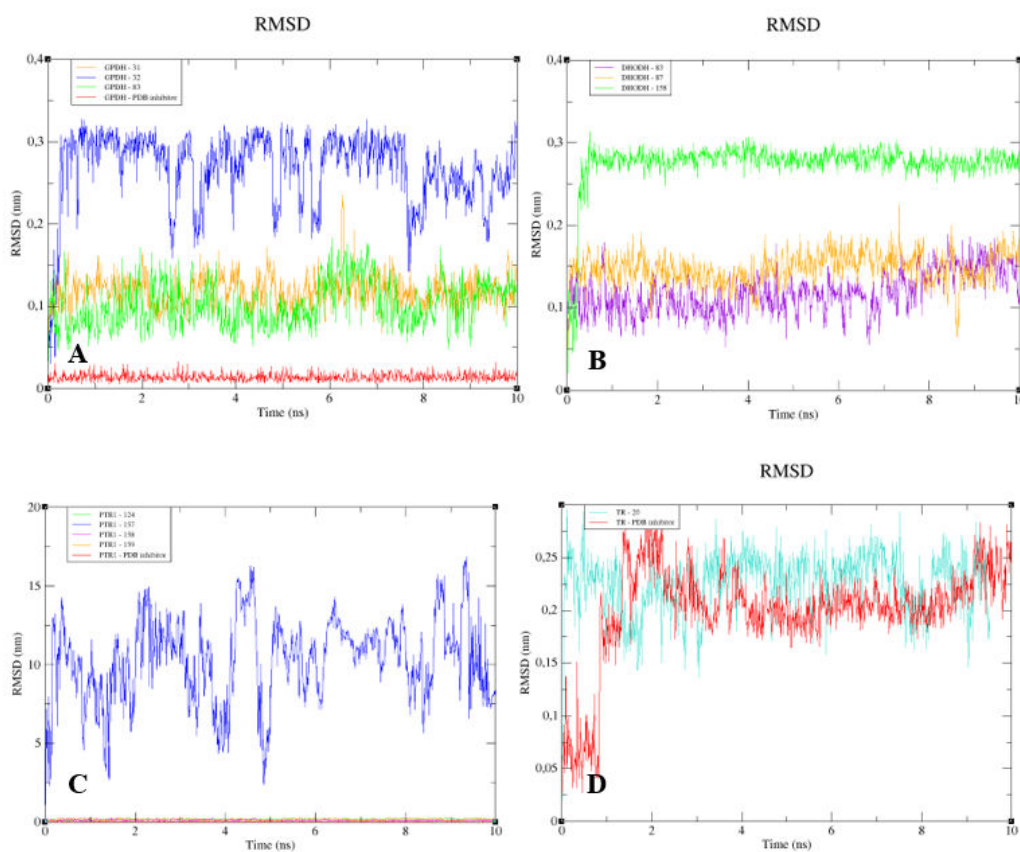 RMSD
RMSD (nm)
0,4
0,3
0,2
0,1
0
GPDH - 31
GPDH - 32
GPDH - 83
GPDH - PDB inhibitor
A
0 2 4 6 8 10
Time (ns)
RMSD
RMSD (nm)
0,4
0,3
0,2
0,1
0
DHODH - 83
DHODH - 87
DHODH - 158
B
0 2 4 6 8 10
Time (ns)
RMSD (nm)
20
15
10
5
0
PTR1 - 124
PTR1 - 157
PTR1 - 158
PTR1 - 159
PTR1 - PDB inhibitor
C
0 2 4 6 8 10
Time (ns)
RMSD
RMSD (nm)
0,25
0,2
0,15
0,1
0,05
0
TR - 20
TR - PDB inhibitor
D
0 2 4 6 8 10
Time (ns)